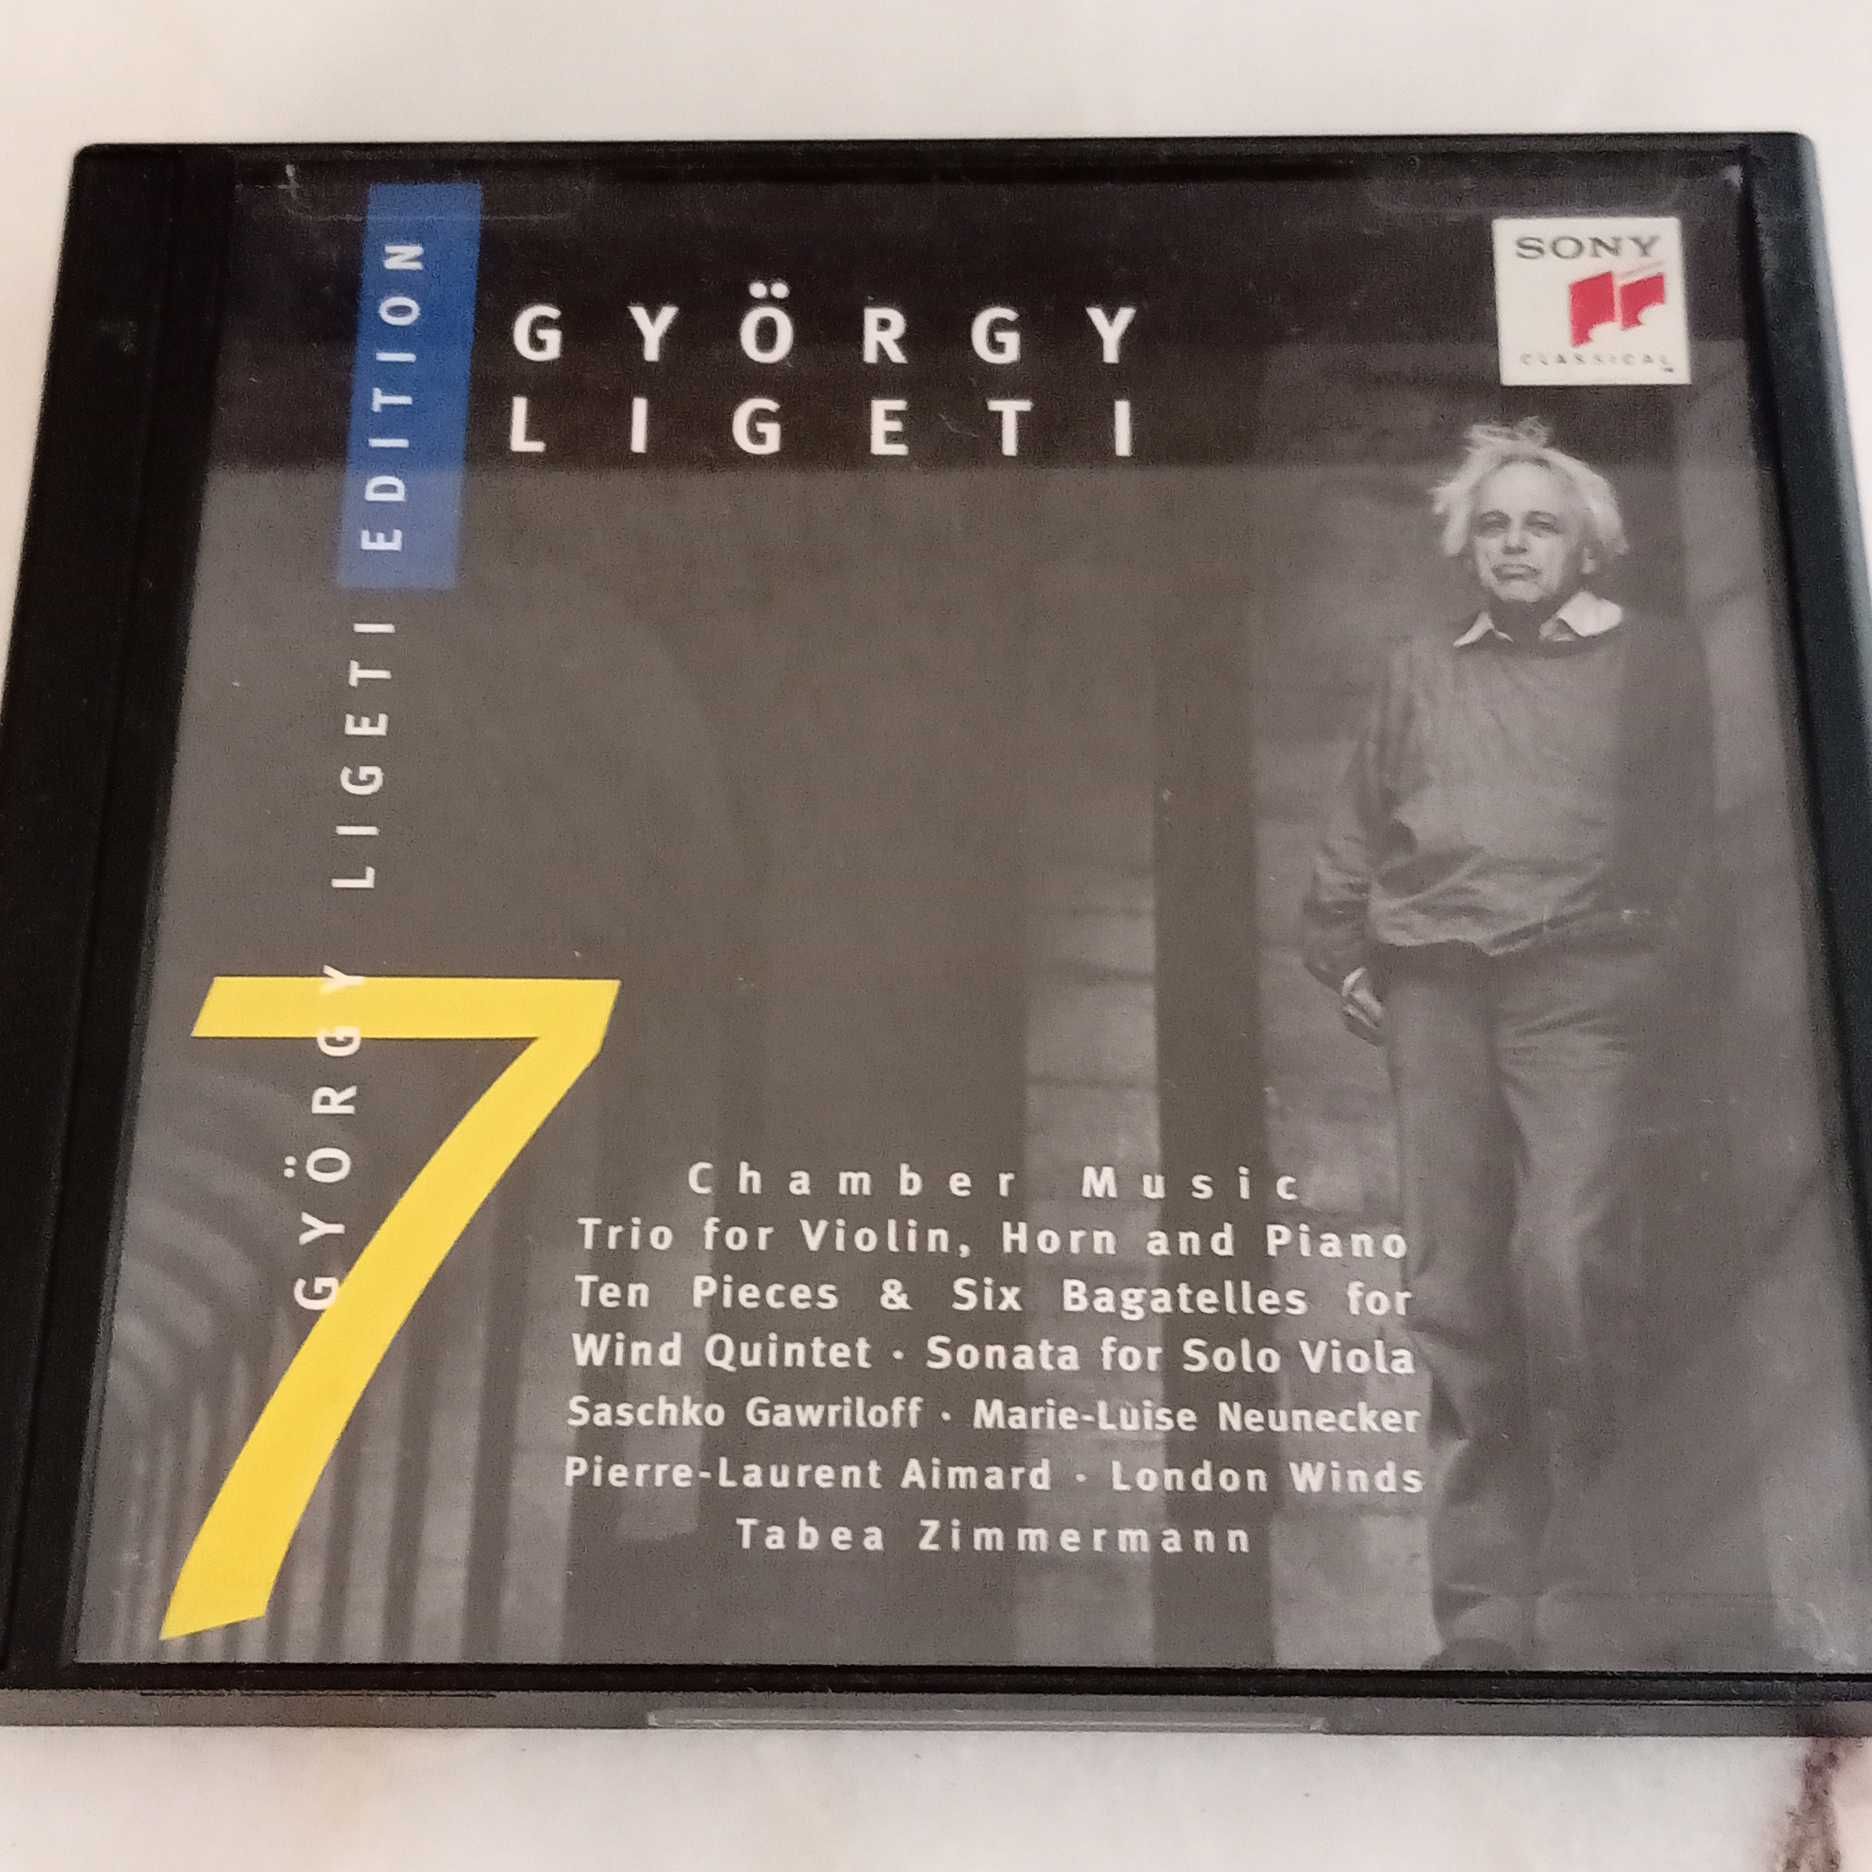 GYÖRGY LIGETI EDITION
GYÖRGY
LIGETI
SONY
CLASSICAL
7
Chamber Music
Trio for Violin, Horn and Piano
Ten Pieces & Six Bagatelles for
Wind Quintet · Sonata for Solo Viola
Saschko Gawriloff · Marie-Luise Neunecker
Pierre-Laurent Aimard · London Winds
Tabea Zimmermann